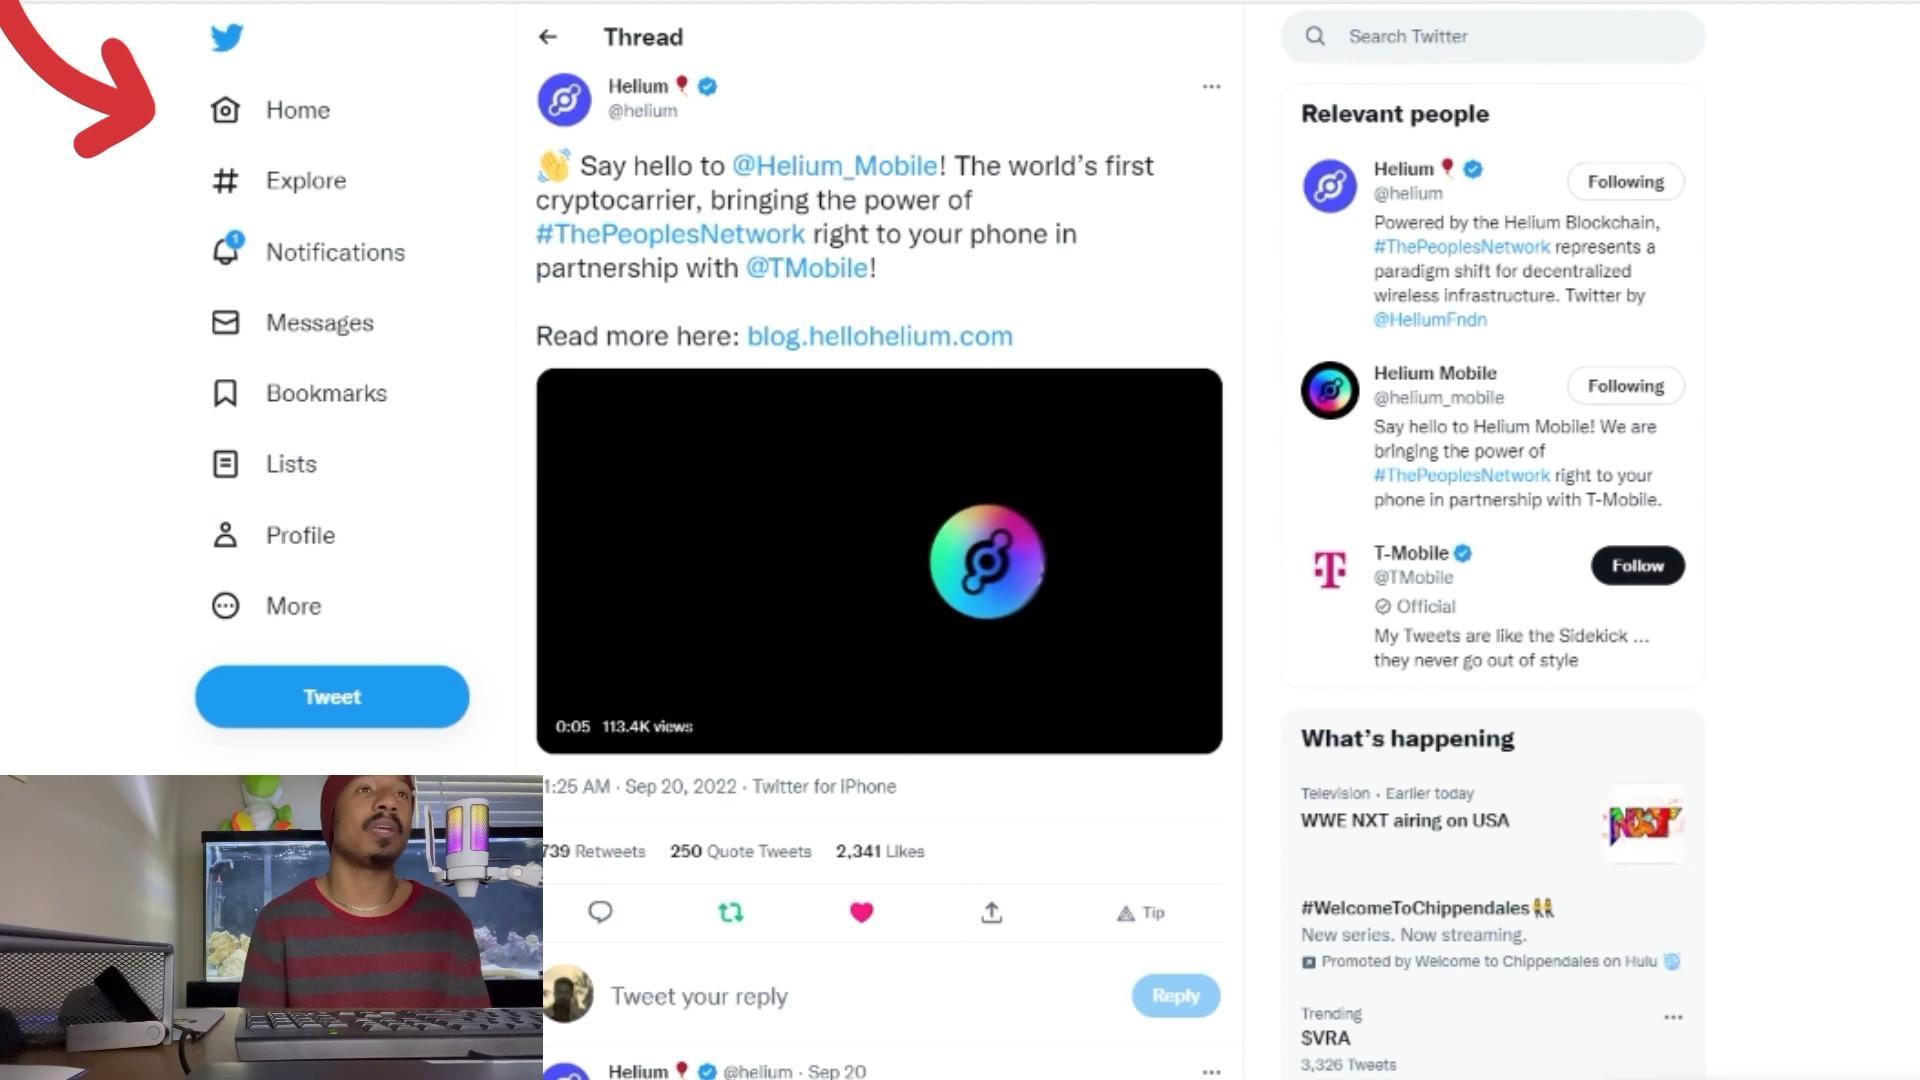 Home
Explore
1
Notifications
Messages
Bookmarks
Lists
Profile
More
Tweet
Thread
Helium
@helium
Say hello to @Helium_Mobile! The world’s first
cryptocarrier, bringing the power of
#ThePeoplesNetwork right to your phone in
partnership with @TMobile!
Read more here: blog.hellohelium.com
0:05 113.4K views
1:25 AM · Sep 20, 2022 · Twitter for iPhone
739 Retweets 250 Quote Tweets 2,341 Likes
Tip
Tweet your reply
Reply
Helium @helium · Sep 20
Search Twitter
Relevant people
Helium
@helium
Following
Powered by the Helium Blockchain,
#ThePeoplesNetwork represents a
paradigm shift for decentralized
wireless infrastructure. Twitter by
@HeliumFndn
Helium Mobile
@helium_mobile
Following
Say hello to Helium Mobile! We are
bringing the power of
#ThePeoplesNetwork right to your
phone in partnership with T-Mobile.
T
T-Mobile
@TMobile
Follow
Official
My Tweets are like the Sidekick ...
they never go out of style
What’s happening
Television · Earlier today
WWE NXT airing on USA
NXT
#WelcomeToChippendales
New series. Now streaming.
Promoted by Welcome to Chippendales on Hulu
Trending
$VRA
3,326 Tweets